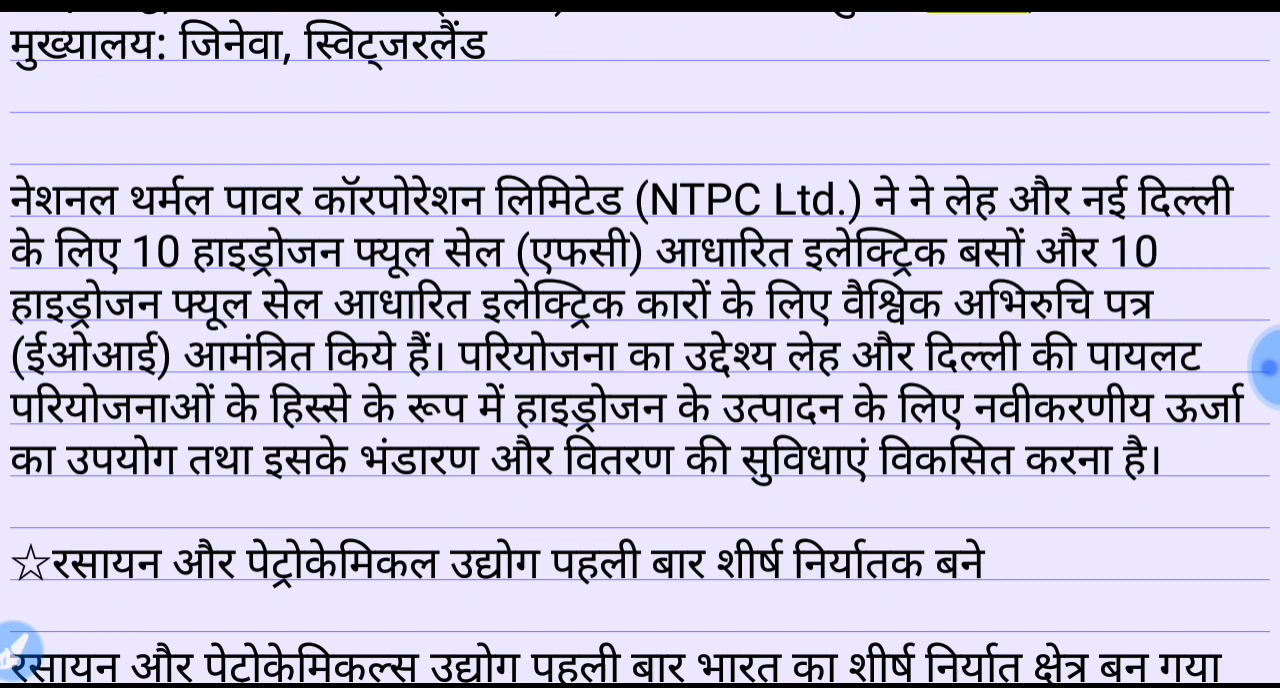 मुख्यालय: जिनेवा, स्विट्जरलैंड
नेशनल थर्मल पावर कॉरपोरेशन लिमिटेड (NTPC Ltd.) ने ने लेह और नई दिल्ली
के लिए 10 हाइड्रोजन फ्यूल सेल (एफसी) आधारित इलेक्ट्रिक बसों और 10
हाइड्रोजन फ्यूल सेल आधारित इलेक्ट्रिक कारों के लिए वैश्विक अभिरुचि पत्र
(ईओआई) आमंत्रित किये हैं। परियोजना का उद्देश्य लेह और दिल्ली की पायलट
परियोजनाओं के हिस्से के रूप में हाइड्रोजन के उत्पादन के लिए नवीकरणीय ऊर्जा
का उपयोग तथा इसके भंडारण और वितरण की सुविधाएं विकसित करना है।
☆रसायन और पेट्रोकेमिकल उद्योग पहली बार शीर्ष निर्यातक बने
रसायन और पेट्रोकेमिकल्स उद्योग पहली बार भारत का शीर्ष निर्यात क्षेत्र बन गया